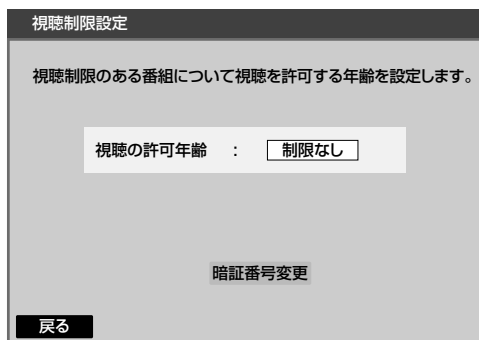 視聴制限設定
視聴制限のある番組について視聴を許可する年齢を設定します。
視聴の許可年齢 : 制限なし
暗証番号変更
戻る